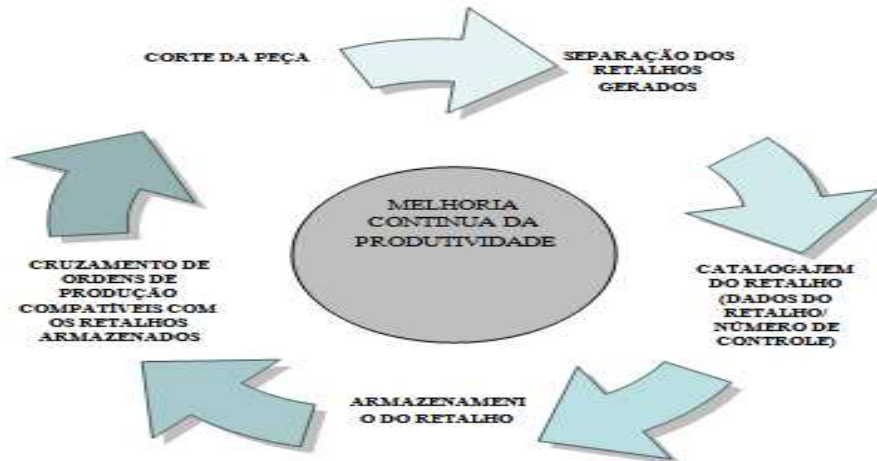 CORTE DA PEÇA
SEPARAÇÃO DOS
RETALHOS
GERADOS
CATALOGAJEM
DO RETALHO
(DADOS DO
RETALHO/
NÚMERO DE
CONTROLE)
ARMAZENAMENI
O DO RETALHO
CRUZAMENTO DE
ORDENS DE
PRODUÇÃO
COMPATÍVEIS COM
OS RETALHOS
ARMAZENADOS
MELHORIA
CONTINUA DA
PRODUTIVIDADE